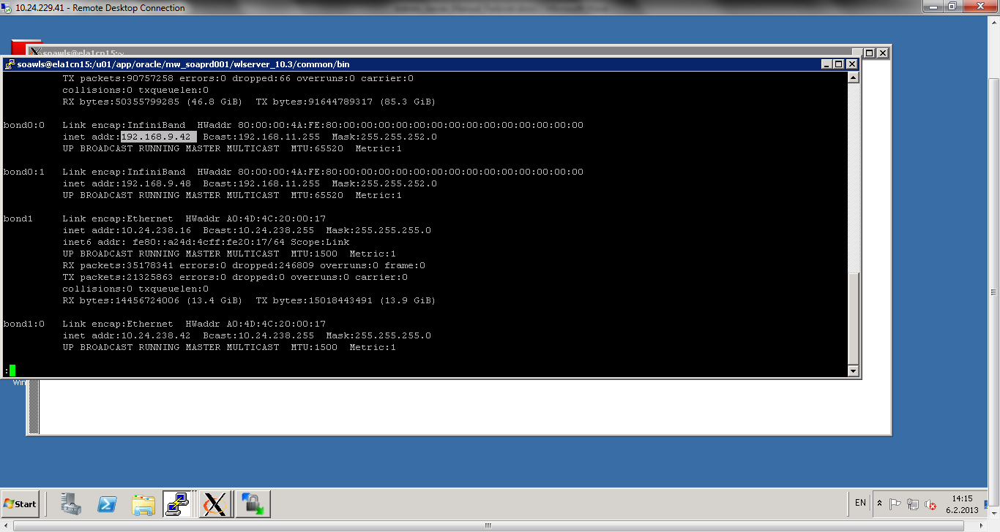 10.24.229.41 - Remote Desktop Connection
soawls@ela1cn15:~
soawls@ela1cn15:/u01/app/oracle/mw_soaprd001/wlserver_10.3/common/bin
TX packets:90757258 errors:0 dropped:66 overruns:0 carrier:0
collisions:0 txqueuelen:0
RX bytes:50355799285 (46.8 GiB)  TX bytes:91644789317 (85.3 GiB)
bond0:0   Link encap:InfiniBand  HWaddr 80:00:00:4A:FE:80:00:00:00:00:00:00:00:00:00:00:00:00:00:00
inet addr:192.168.9.42  Bcast:192.168.11.255  Mask:255.255.252.0
UP BROADCAST RUNNING MASTER MULTICAST  MTU:65520  Metric:1
bond0:1   Link encap:InfiniBand  HWaddr 80:00:00:4A:FE:80:00:00:00:00:00:00:00:00:00:00:00:00:00:00
inet addr:192.168.9.48  Bcast:192.168.11.255  Mask:255.255.252.0
UP BROADCAST RUNNING MASTER MULTICAST  MTU:65520  Metric:1
bond1     Link encap:Ethernet  HWaddr A0:4D:4C:20:00:17
inet addr:10.24.238.16  Bcast:10.24.238.255  Mask:255.255.255.0
inet6 addr: fe80::a24d:4cff:fe20:17/64 Scope:Link
UP BROADCAST RUNNING MASTER MULTICAST  MTU:1500  Metric:1
RX packets:35178341 errors:0 dropped:246809 overruns:0 frame:0
TX packets:21325863 errors:0 dropped:0 overruns:0 carrier:0
collisions:0 txqueuelen:0
RX bytes:14456724006 (13.4 GiB)  TX bytes:15018443491 (13.9 GiB)
bond1:0   Link encap:Ethernet  HWaddr A0:4D:4C:20:00:17
inet addr:10.24.238.42  Bcast:10.24.238.255  Mask:255.255.255.0
UP BROADCAST RUNNING MASTER MULTICAST  MTU:1500  Metric:1
:
Win
Start
EN
14:15
6.2.2013